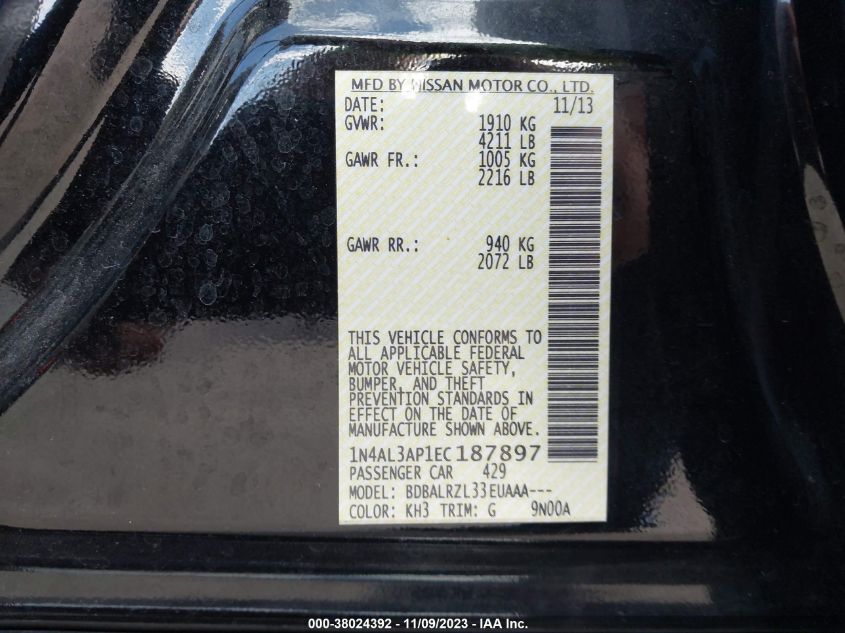 MFD BY NISSAN MOTOR CO., LTD.
DATE: 11/13
GVWR: 1910 KG
4211 LB
GAWR FR.: 1005 KG
2216 LB
GAWR RR.: 940 KG
2072 LB
THIS VEHICLE CONFORMS TO
ALL APPLICABLE FEDERAL
MOTOR VEHICLE SAFETY,
BUMPER, AND THEFT
PREVENTION STANDARDS IN
EFFECT ON THE DATE OF
MANUFACTURE SHOWN ABOVE.
1N4AL3AP1EC187897
PASSENGER CAR 429
MODEL: BDBALRZL33EUAAA---
COLOR: KH3 TRIM: G 9N00A
000-38024392 - 11/09/2023 - IAA Inc.